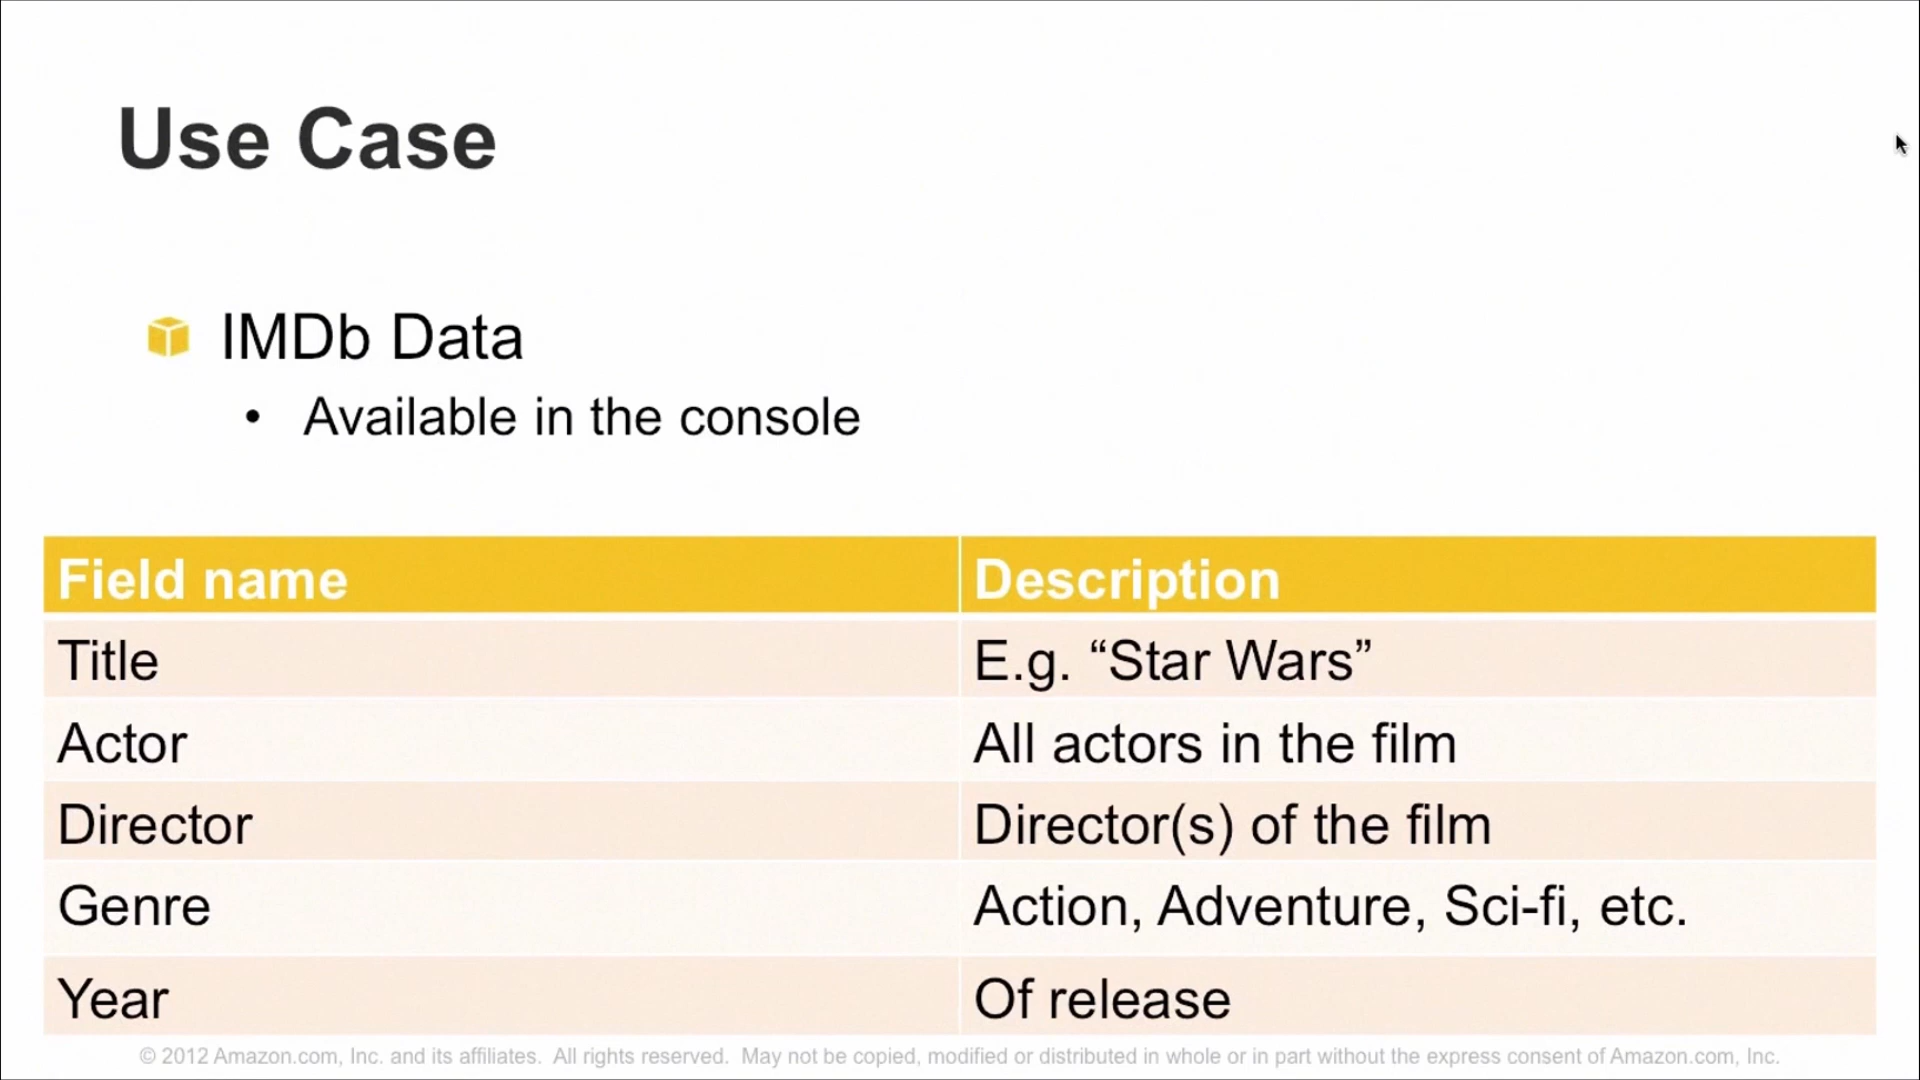 Use Case
IMDb Data
• Available in the console
Field name Description
Title E.g. “Star Wars”
Actor All actors in the film
Director Director(s) of the film
Genre Action, Adventure, Sci-fi, etc.
Year Of release
© 2012 Amazon.com, Inc. and its affiliates. All rights reserved. May not be copied, modified or distributed in whole or in part without the express consent of Amazon.com, Inc.